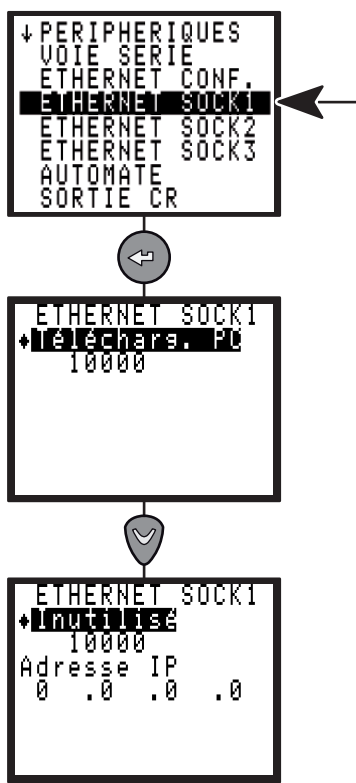 PERIPHERIQUES
VOIE SERIE
ETHERNET CONF.
ETHERNET SOCK1
ETHERNET SOCK2
ETHERNET SOCK3
AUTOMATE
SORTIE CR
ETHERNET SOCK1
Télécharg. PC
10000
ETHERNET SOCK1
Inutilisé
10000
Adresse IP
0 .0 .0 .0